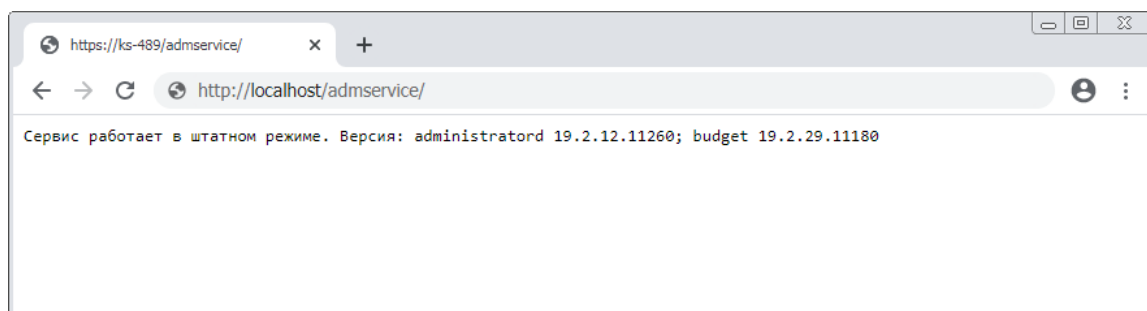 https://ks-489/admservice/
http://localhost/admservice/
Сервис работает в штатном режиме. Версия: administratord 19.2.12.11260; budget 19.2.29.11180